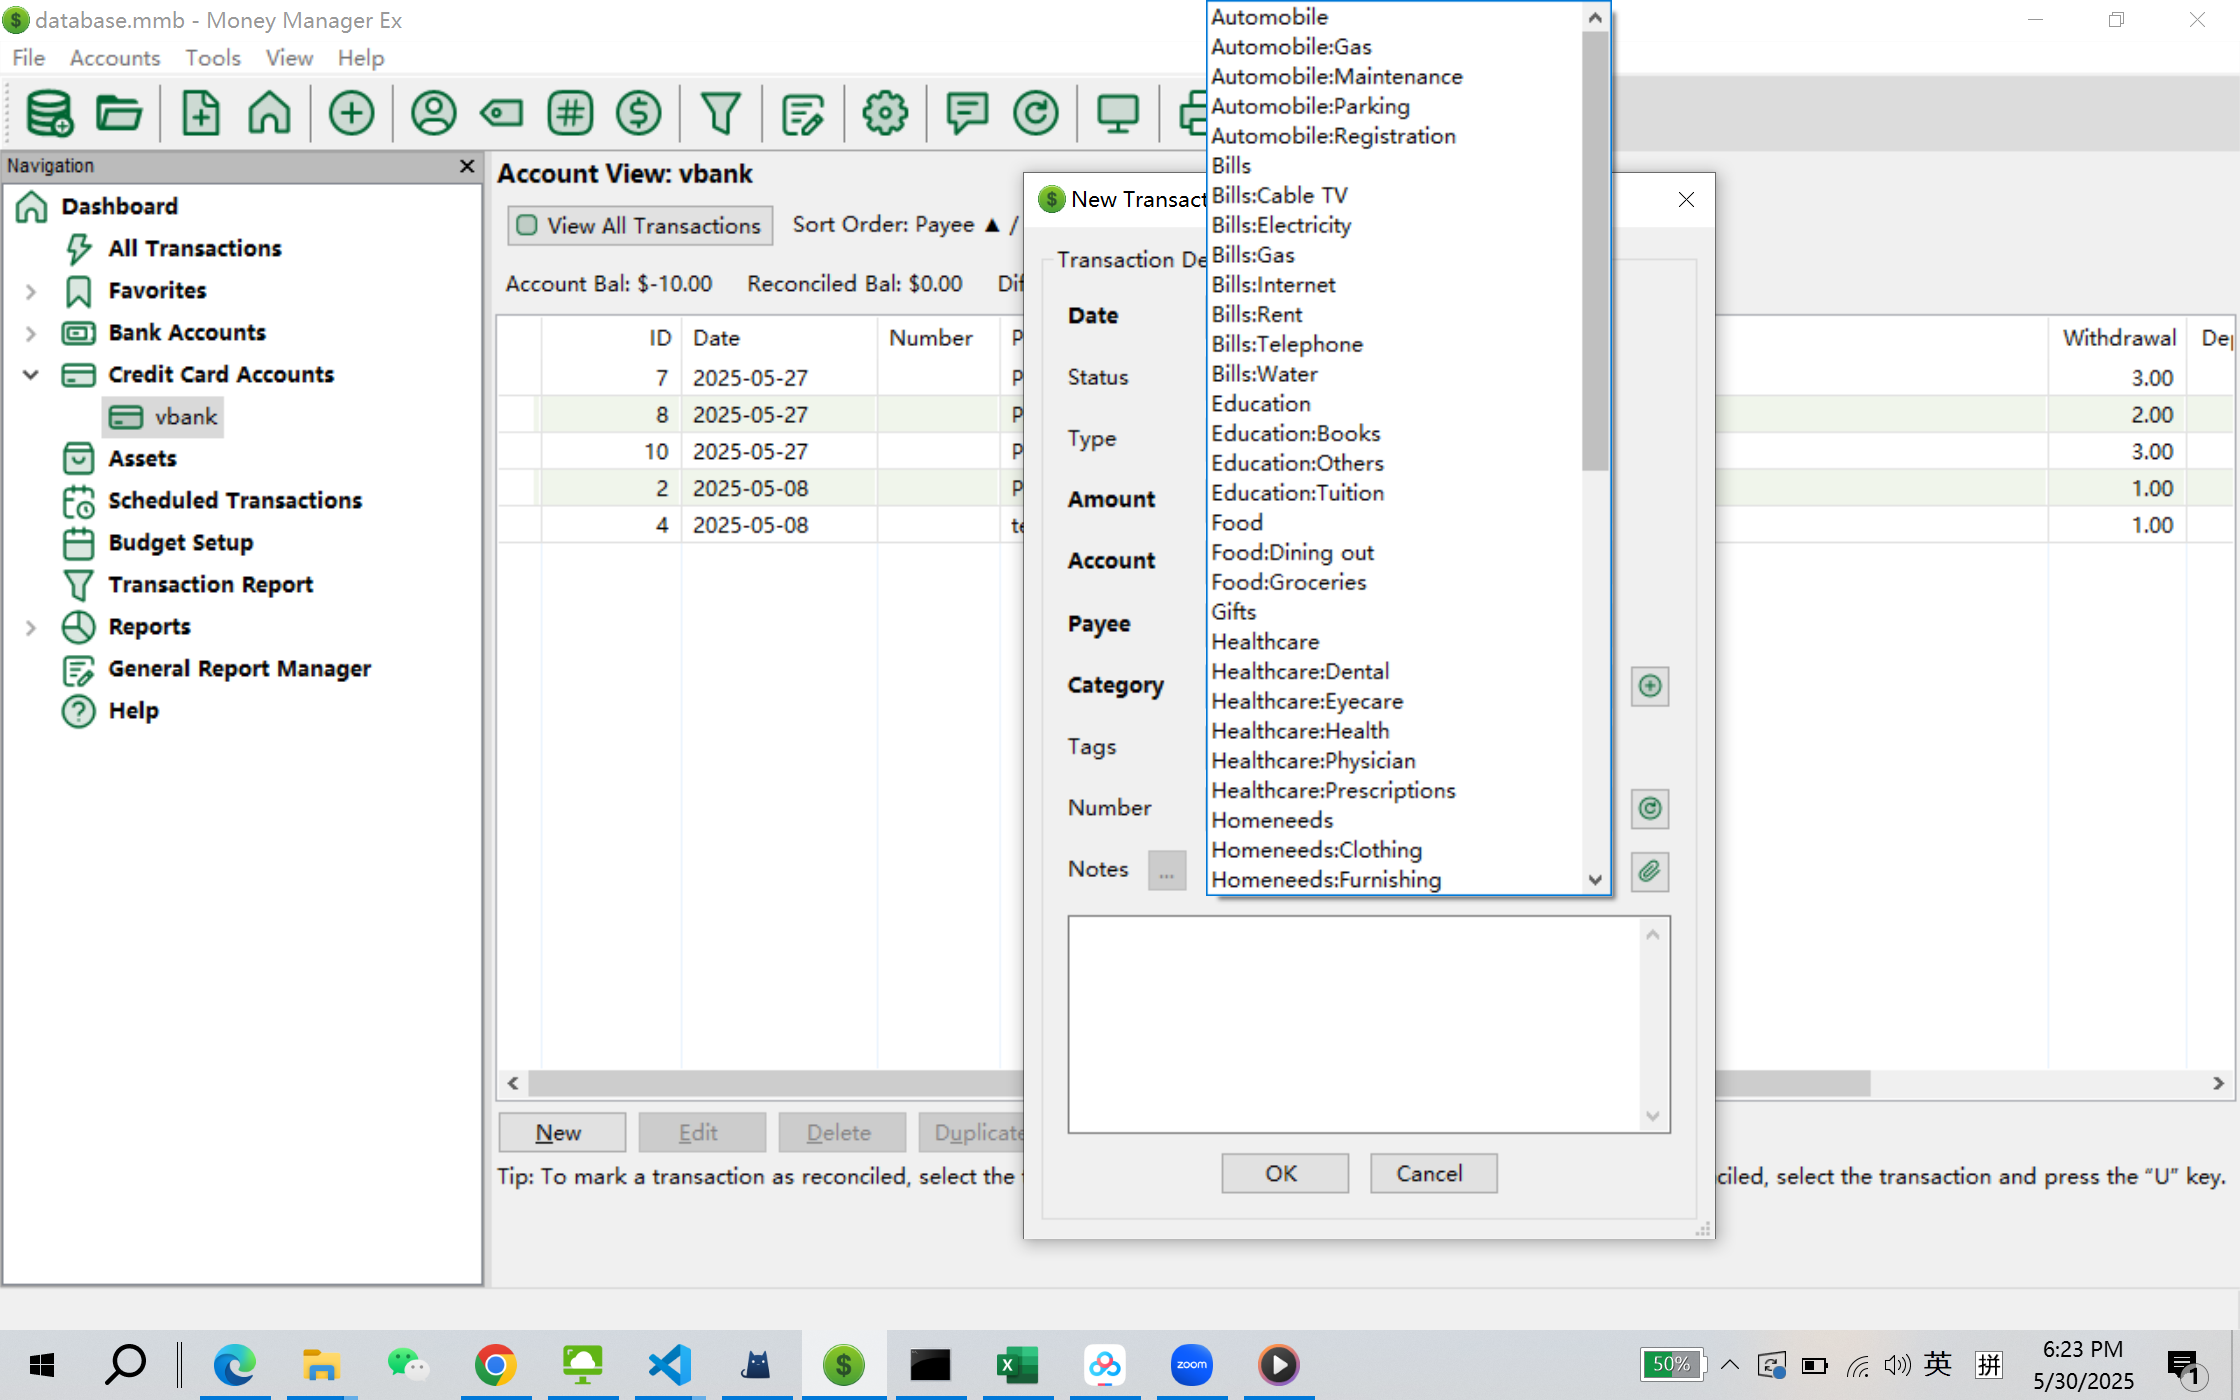 database.mmb - Money Manager Ex
File Accounts Tools View Help
Navigation
Dashboard
All Transactions
Favorites
Bank Accounts
Credit Card Accounts
vbank
Assets
Scheduled Transactions
Budget Setup
Transaction Report
Reports
General Report Manager
Help
Account View: vbank
View All Transactions Sort Order: Payee ▲ /
Account Bal: $-10.00 Reconciled Bal: $0.00 Dif
ID Date Number P Withdrawal Dep
7 2025-05-27 P 3.00
8 2025-05-27 P 2.00
10 2025-05-27 P 3.00
2 2025-05-08 P 1.00
4 2025-05-08 te 1.00
New Edit Delete Duplicate
Tip: To mark a transaction as reconciled, select the
ciled, select the transaction and press the “U” key.
New Transact
Transaction De
Date
Status
Type
Amount
Account
Payee
Category
Tags
Number
Notes ...
OK Cancel
Automobile
Automobile:Gas
Automobile:Maintenance
Automobile:Parking
Automobile:Registration
Bills
Bills:Cable TV
Bills:Electricity
Bills:Gas
Bills:Internet
Bills:Rent
Bills:Telephone
Bills:Water
Education
Education:Books
Education:Others
Education:Tuition
Food
Food:Dining out
Food:Groceries
Gifts
Healthcare
Healthcare:Dental
Healthcare:Eyecare
Healthcare:Health
Healthcare:Physician
Healthcare:Prescriptions
Homeneeds
Homeneeds:Clothing
Homeneeds:Furnishing
zoom
50%
英
拼
6:23 PM
5/30/2025
1